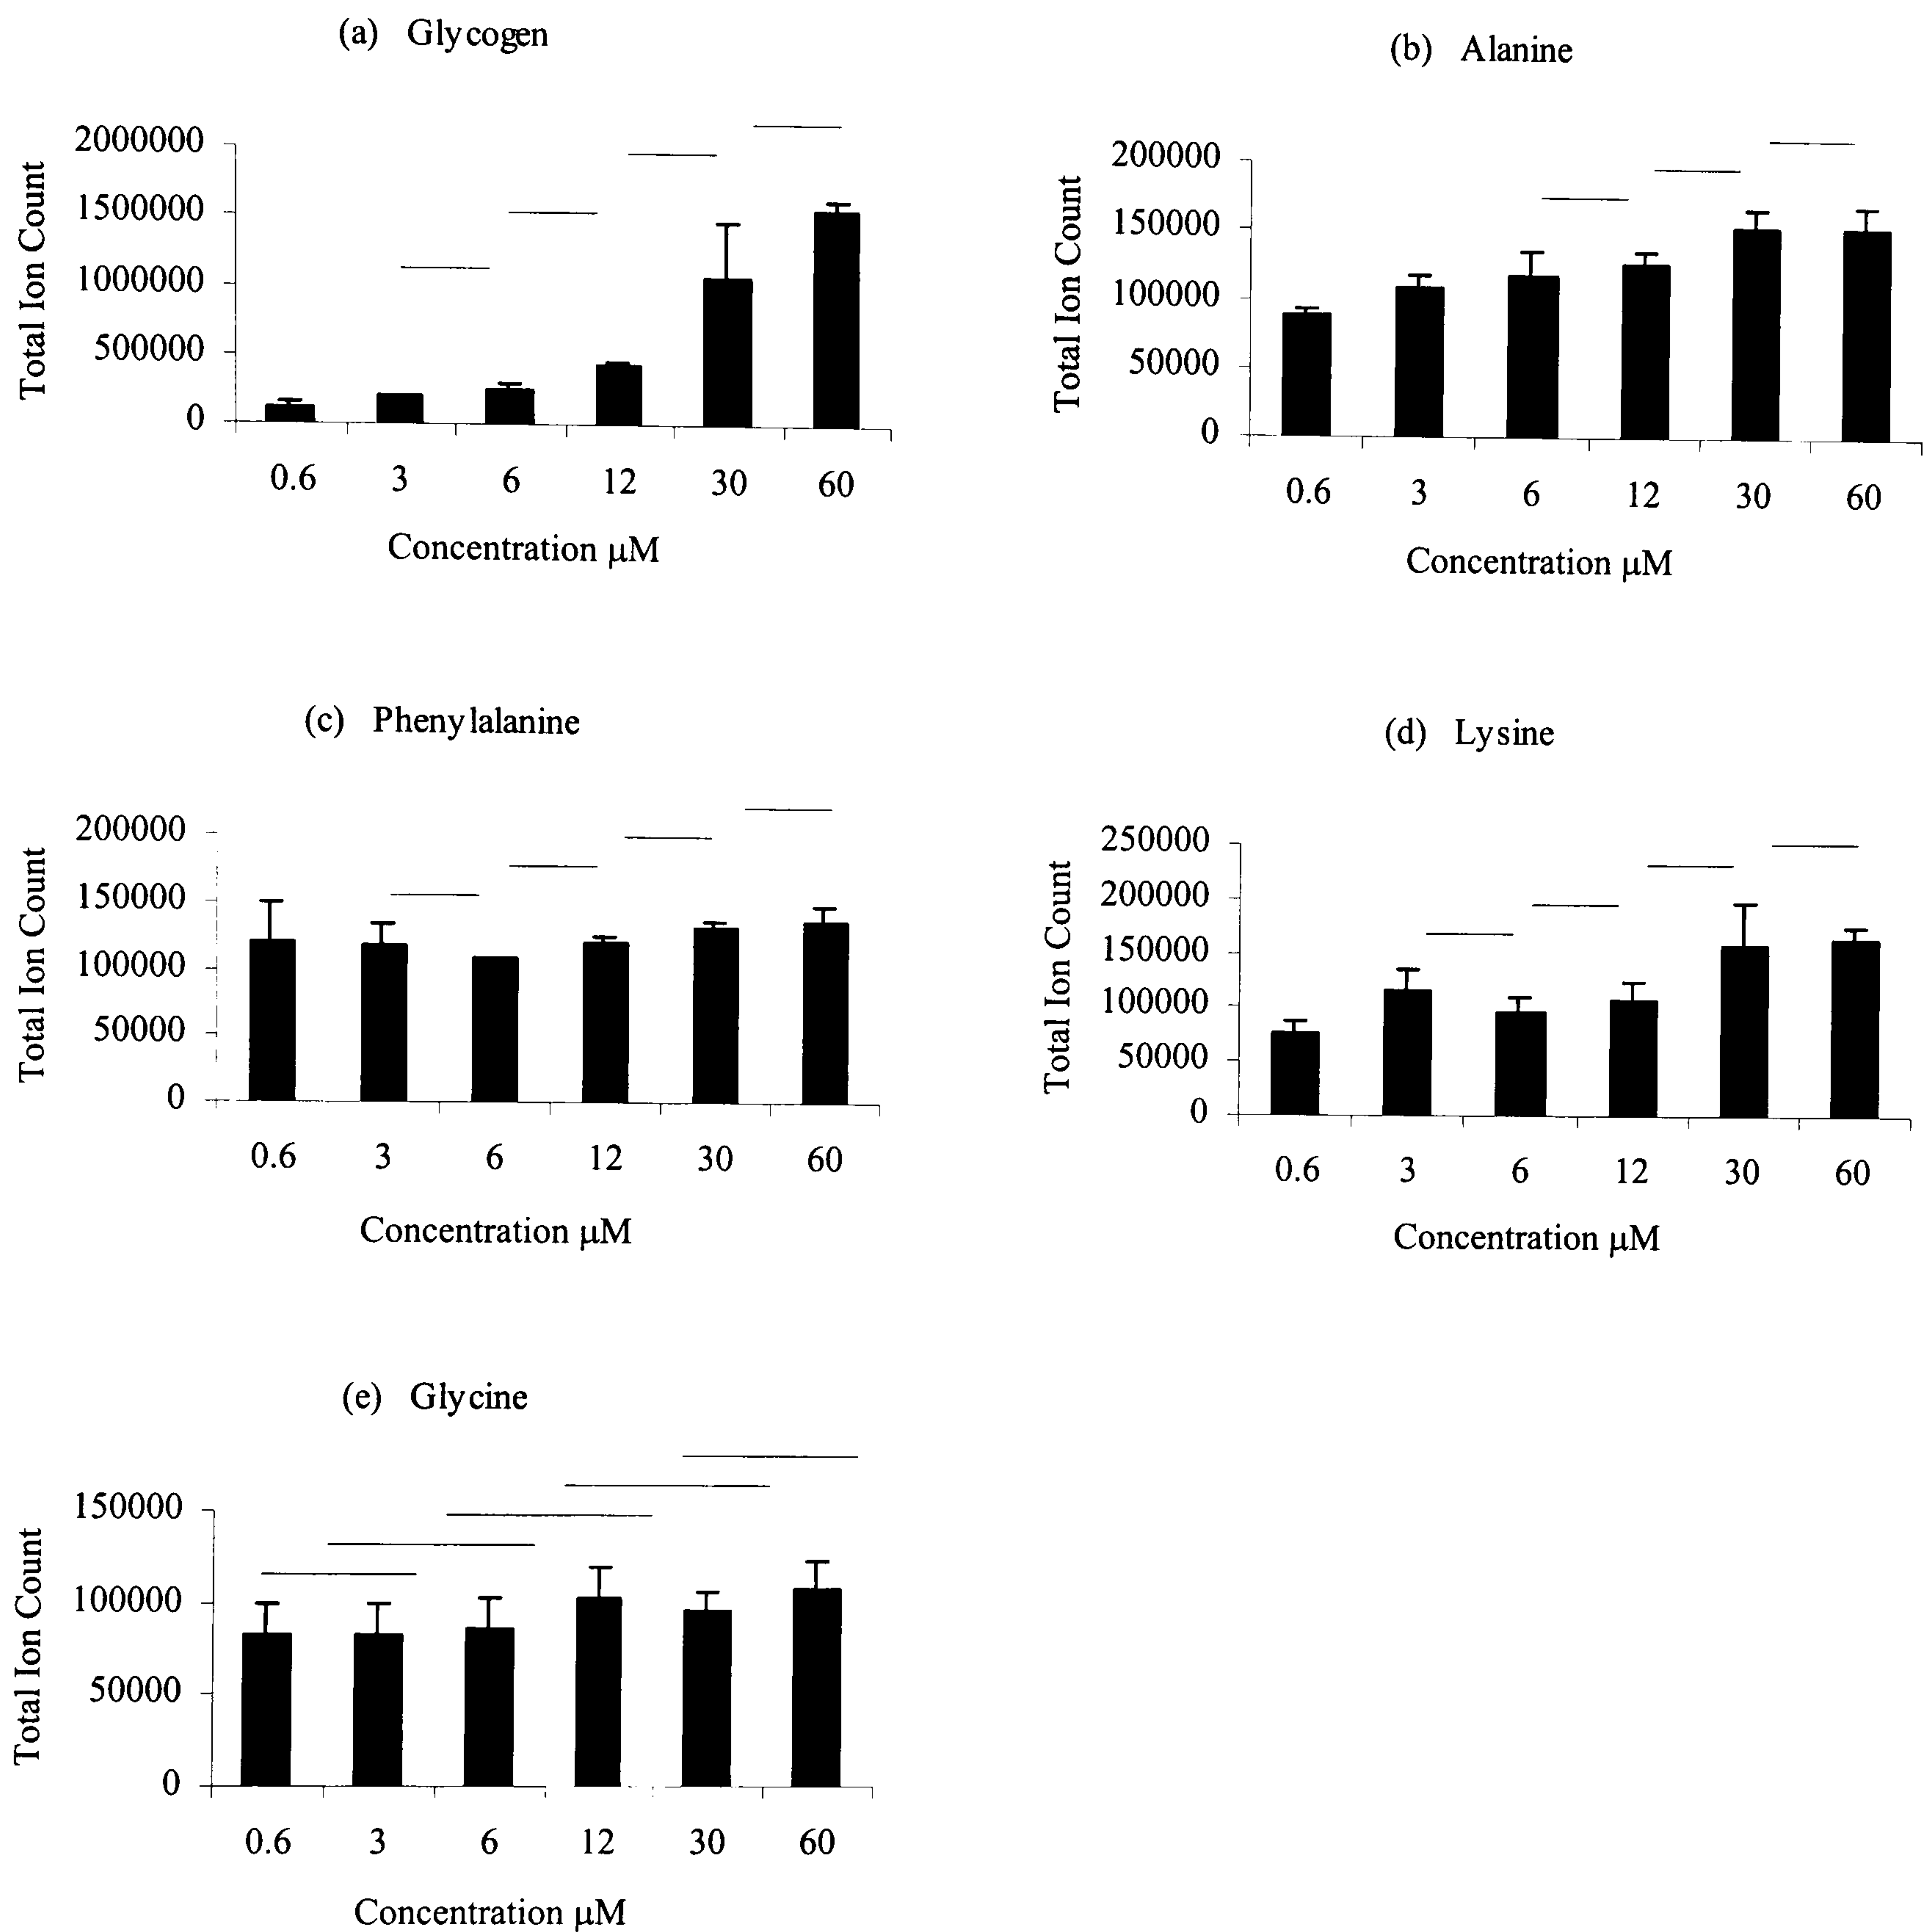 (a) Glycogen
Total Ion Count
2000000
1500000
1000000
500000
0
0.6 3 6 12 30 60
Concentration μM
(b) Alanine
Total Ion Count
200000
150000
100000
50000
0
0.6 3 6 12 30 60
Concentration μM
(c) Phenylalanine
Total Ion Count
200000
150000
100000
50000
0
0.6 3 6 12 30 60
Concentration μM
(d) Lysine
Total Ion Count
250000
200000
150000
100000
50000
0
0.6 3 6 12 30 60
Concentration μM
(e) Glycine
Total Ion Count
150000
100000
50000
0
0.6 3 6 12 30 60
Concentration μM